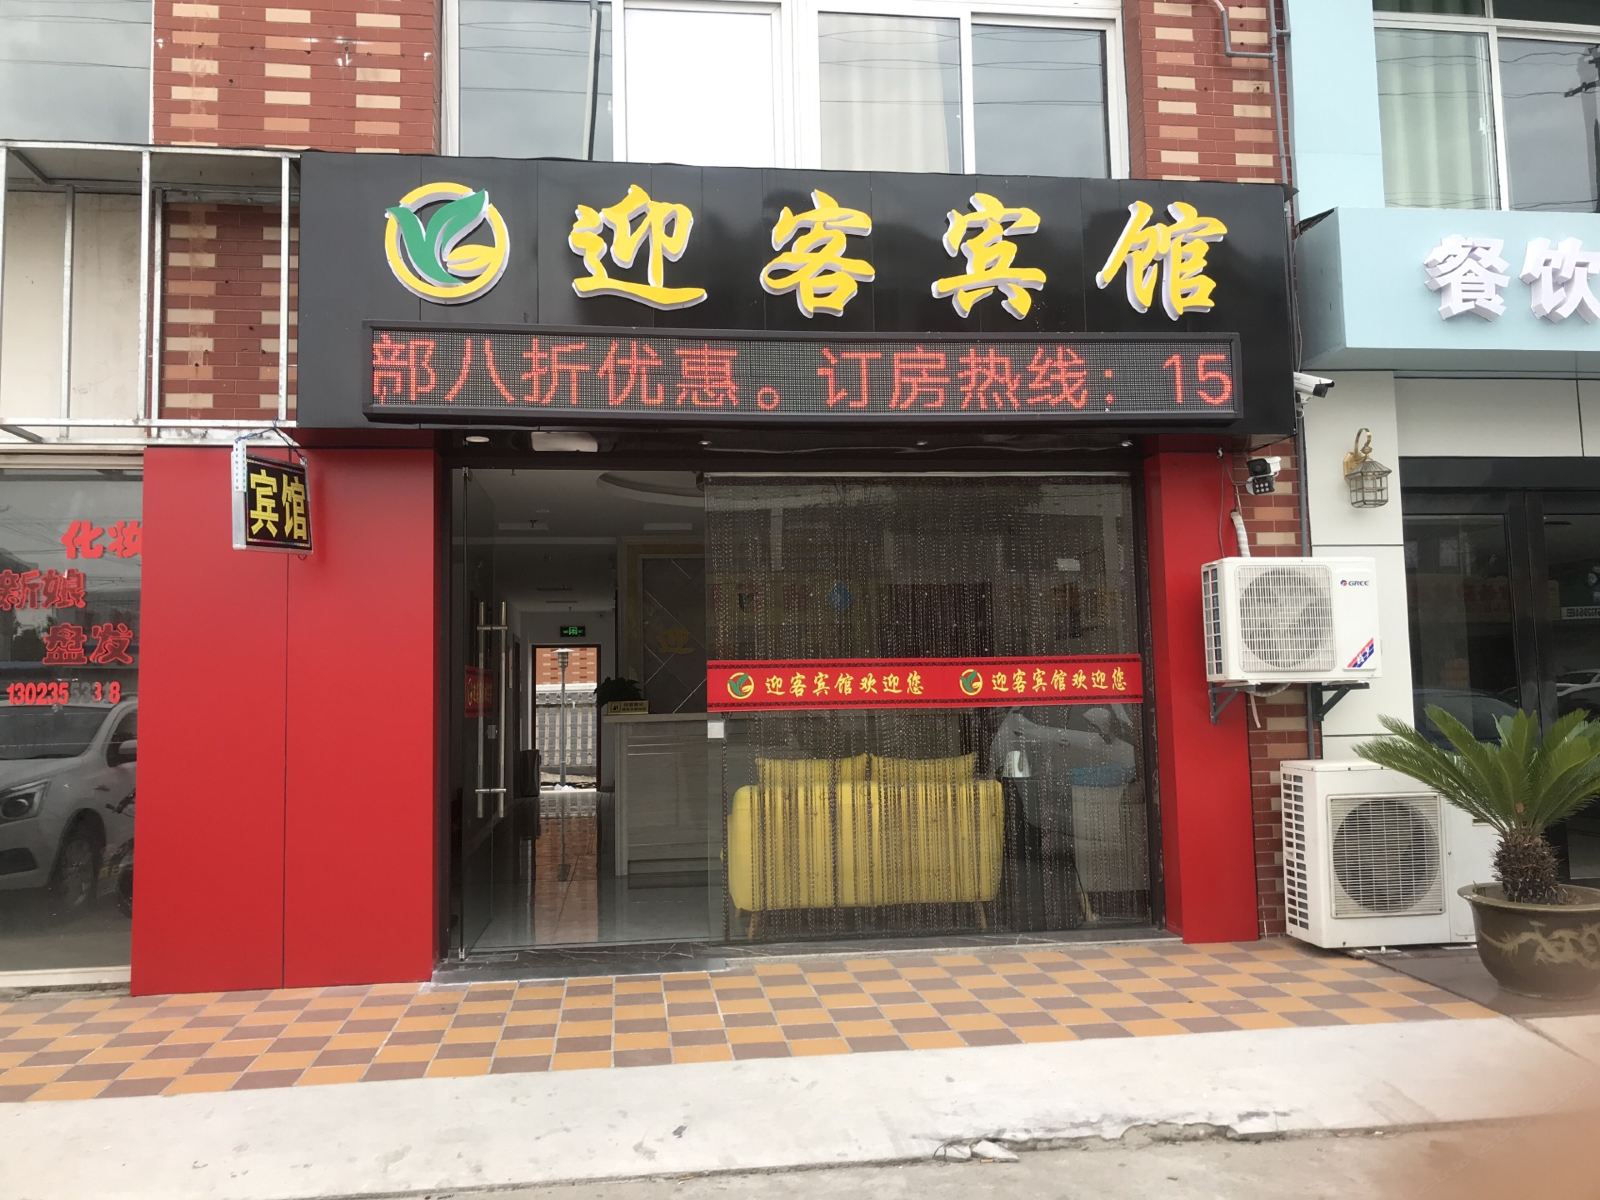 迎客宾馆
部八折优惠。订房热线：15
宾馆
餐饮
化妆
新娘
盘发
迎客宾馆欢迎您 迎客宾馆欢迎您
GREE